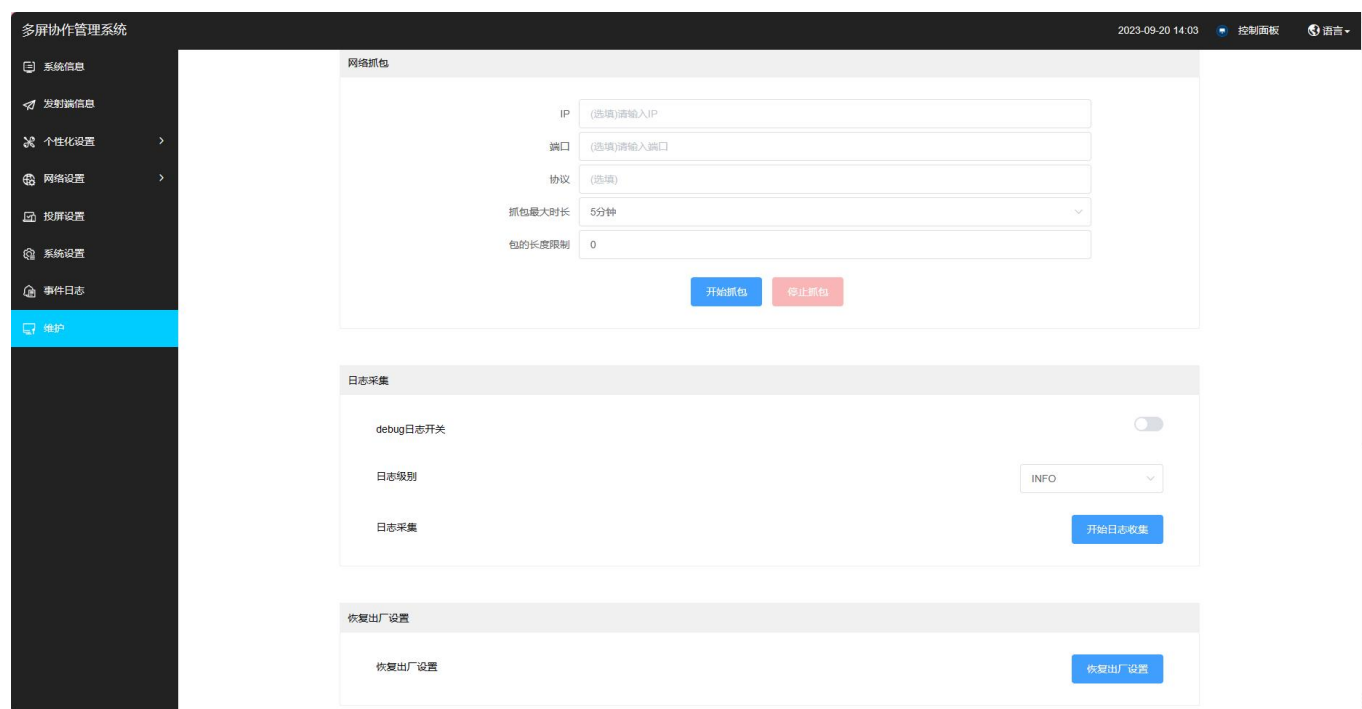 多屏协作管理系统
2023-09-20 14:03 控制面板 语言
系统信息
发射端信息
个性化设置
网络设置
投屏设置
系统设置
事件日志
维护
网络抓包
IP (选填)请输入IP
端口 (选填)请输入端口
协议 (选填)
抓包最大时长 5分钟
包的长度限制 0
开始抓包 停止抓包
日志采集
debug日志开关
日志级别 INFO
日志采集 开始日志收集
恢复出厂设置
恢复出厂设置 恢复出厂设置